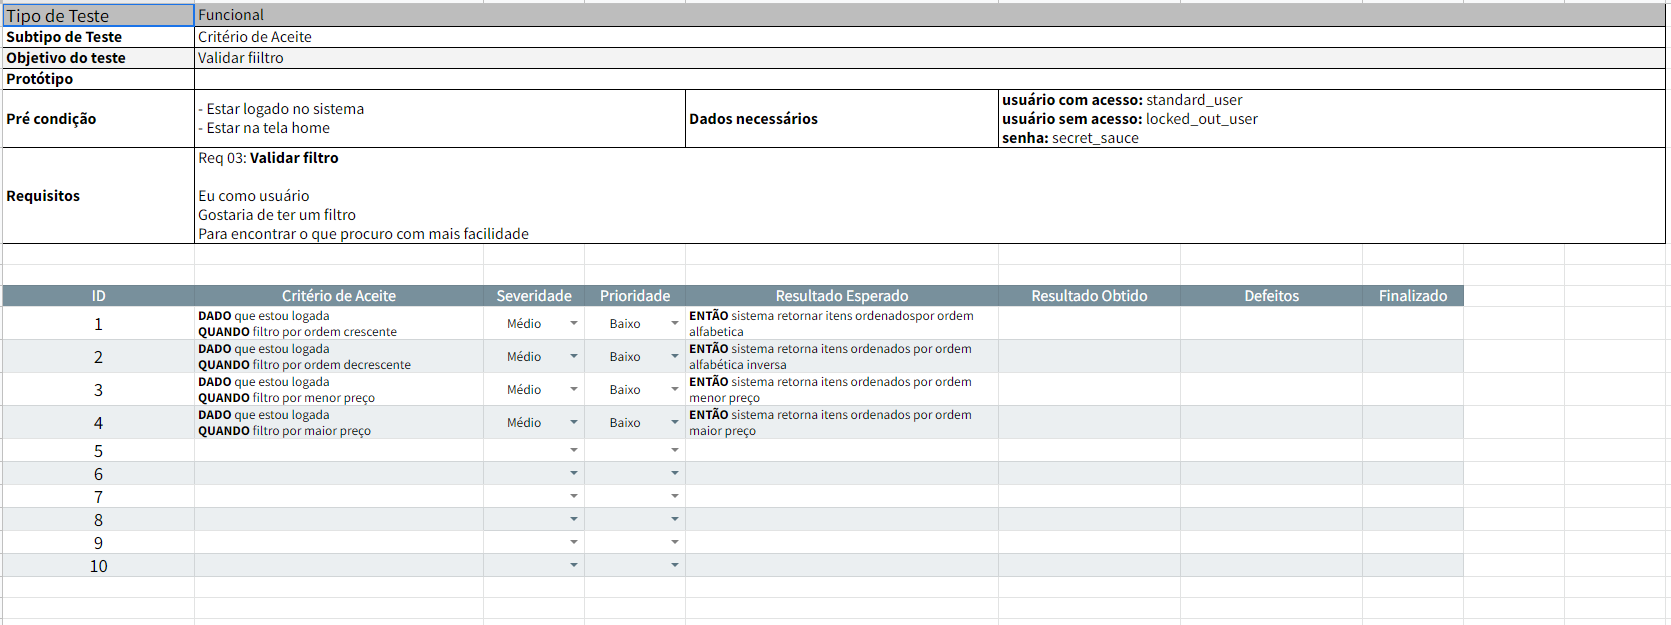 Tipo de Teste Funcional
Subtipo de Teste Critério de Aceite
Objetivo do teste Validar fiiltro
Protótipo
Pré condição
- Estar logado no sistema
- Estar na tela home
Dados necessários
usuário com acesso: standard_user
usuário sem acesso: locked_out_user
senha: secret_sauce
Requisitos
Req 03: Validar filtro
Eu como usuário
Gostaria de ter um filtro
Para encontrar o que procuro com mais facilidade
ID Critério de Aceite Severidade Prioridade Resultado Esperado Resultado Obtido Defeitos Finalizado
1
DADO que estou logada
QUANDO filtro por ordem crescente
Médio Baixo
ENTÃO sistema retornar itens ordenadospor ordem
alfabetica
2
DADO que estou logada
QUANDO filtro por ordem decrescente
Médio Baixo
ENTÃO sistema retorna itens ordenados por ordem
alfabética inversa
3
DADO que estou logada
QUANDO filtro por menor preço
Médio Baixo
ENTÃO sistema retorna itens ordenados por ordem
menor preço
4
DADO que estou logada
QUANDO filtro por maior preço
Médio Baixo
ENTÃO sistema retorna itens ordenados por ordem
maior preço
5
6
7
8
9
10